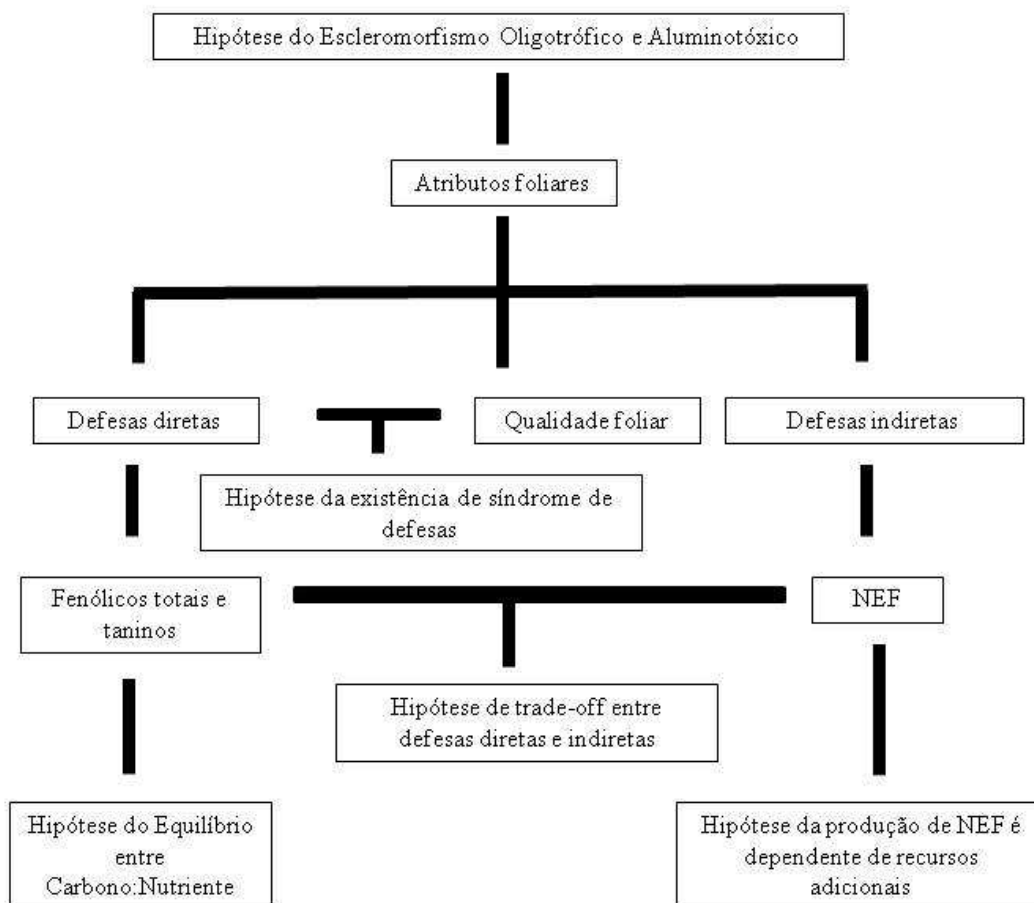 Hipótese do Escleromorfismo Oligotrófico e Aluminotóxico
Atributos foliares
Defesas diretas
Qualidade foliar
Defesas indiretas
Hipótese da existência de síndrome de
defesas
Fenólicos totais e
taninos
NEF
Hipótese de trade-off entre
defesas diretas e indiretas
Hipótese do Equilíbrio
entre
Carbono:Nutriente
Hipótese da produção de NEF é
dependente de recursos
adicionais